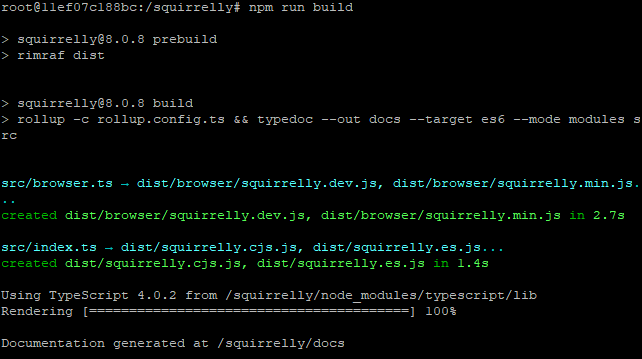 root@11ef07c188bc:/squirrelly# npm run build
> squirrelly@8.0.8 prebuild
> rimraf dist
> squirrelly@8.0.8 build
> rollup -c rollup.config.ts && typedoc --out docs --target es6 --mode modules s
rc
src/browser.ts → dist/browser/squirrelly.dev.js, dist/browser/squirrelly.min.js.
..
created dist/browser/squirrelly.dev.js, dist/browser/squirrelly.min.js in 2.7s
src/index.ts → dist/squirrelly.cjs.js, dist/squirrelly.es.js...
created dist/squirrelly.cjs.js, dist/squirrelly.es.js in 1.4s
Using TypeScript 4.0.2 from /squirrelly/node_modules/typescript/lib
Rendering [========================================] 100%
Documentation generated at /squirrelly/docs